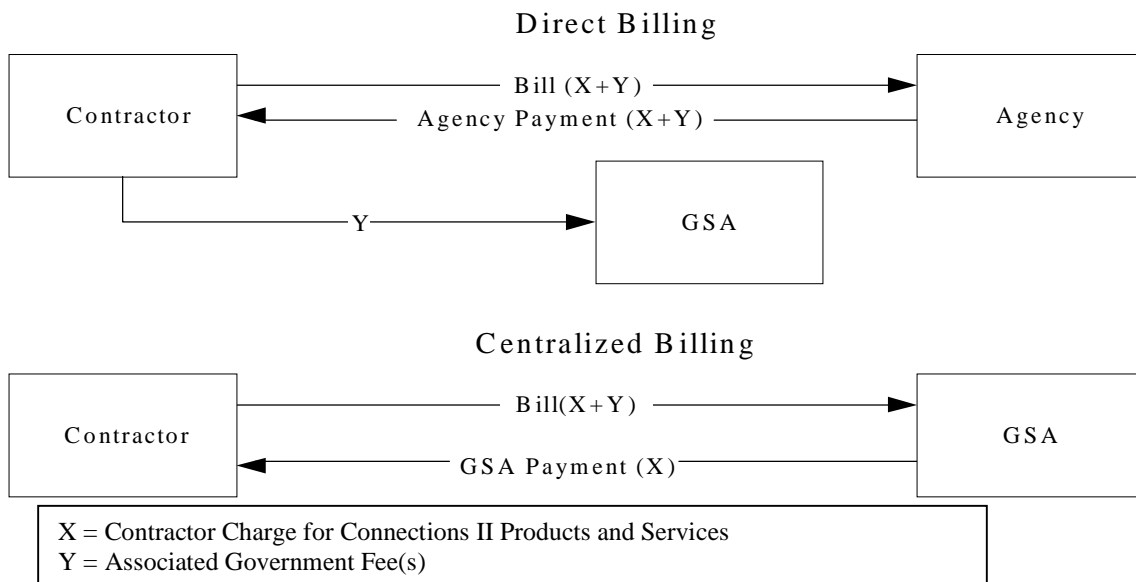 Direct Billing
Contractor
Bill (X+Y)
Agency Payment (X+Y)
Agency
Y
GSA
Centralized Billing
Contractor
Bill(X+Y)
GSA Payment (X)
GSA
X = Contractor Charge for Connections II Products and Services
Y = Associated Government Fee(s)